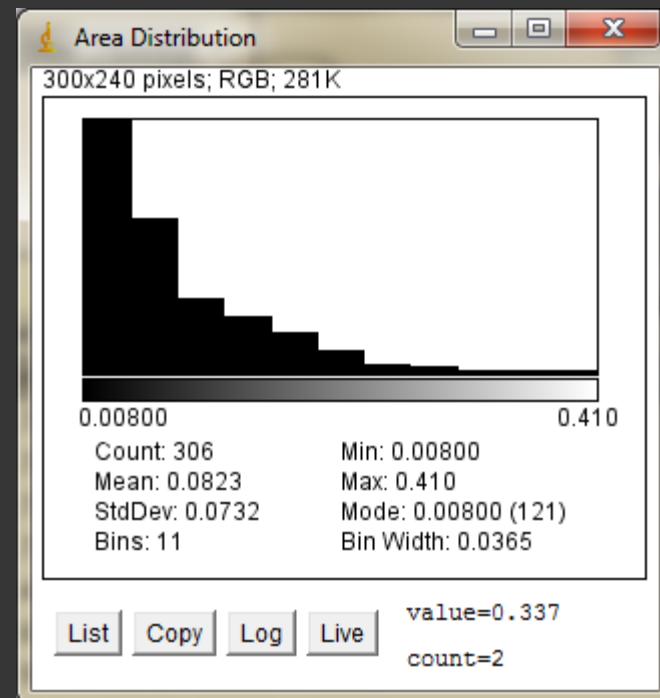 Area Distribution
300x240 pixels; RGB; 281K
0.00800 0.410
Count: 306 Min: 0.00800
Mean: 0.0823 Max: 0.410
StdDev: 0.0732 Mode: 0.00800 (121)
Bins: 11 Bin Width: 0.0365
List Copy Log Live value=0.337
count=2